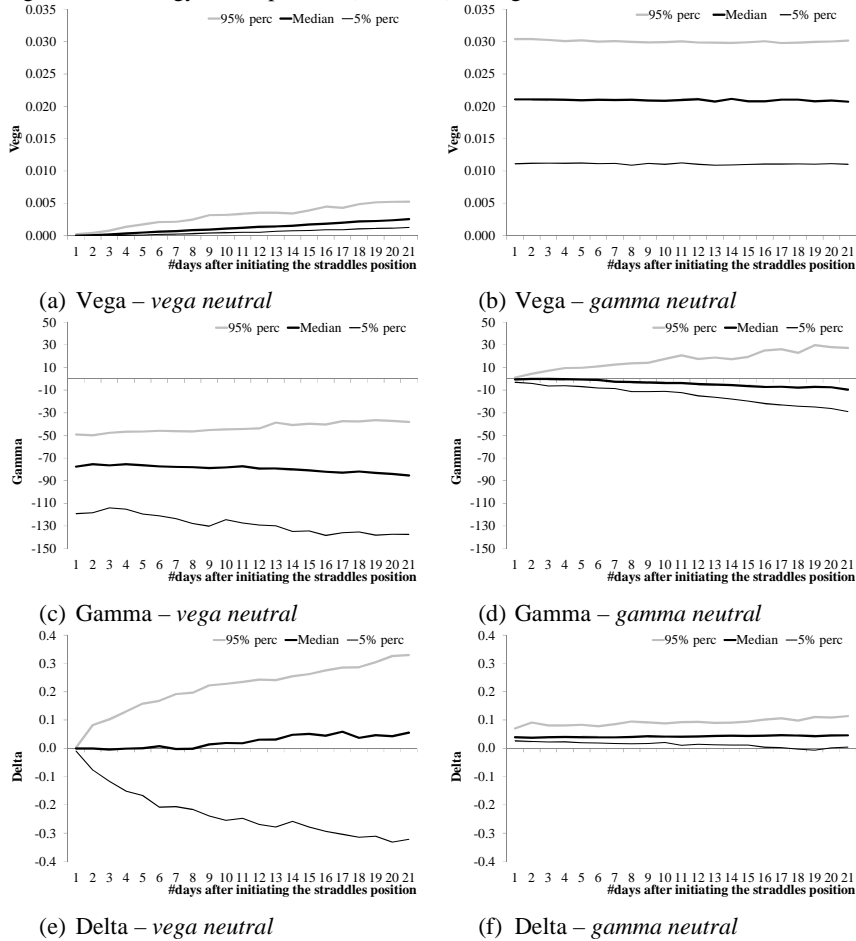 95% perc Median 5% perc
0.035
0.030
0.025
0.020
0.015
0.010
0.005
0.000
Vega
1 2 3 4 5 6 7 8 9 10 11 12 13 14 15 16 17 18 19 20 21
#days after initiating the straddles position
(a) Vega – vega neutral
95% perc Median 5% perc
0.035
0.030
0.025
0.020
0.015
0.010
0.005
0.000
Vega
1 2 3 4 5 6 7 8 9 10 11 12 13 14 15 16 17 18 19 20 21
#days after initiating the straddles position
(b) Vega – gamma neutral
95% perc Median 5% perc
50
30
10
-10
-30
-50
-70
-90
-110
-130
-150
Gamma
1 2 3 4 5 6 7 8 9 10 11 12 13 14 15 16 17 18 19 20 21
#days after initiating the straddles position
(c) Gamma – vega neutral
95% perc Median 5% perc
50
30
10
-10
-30
-50
-70
-90
-110
-130
-150
Gamma
1 2 3 4 5 6 7 8 9 10 11 12 13 14 15 16 17 18 19 20 21
#days after initiating the straddles position
(d) Gamma – gamma neutral
95% perc Median 5% perc
0.4
0.3
0.2
0.1
0.0
-0.1
-0.2
-0.3
-0.4
Delta
1 2 3 4 5 6 7 8 9 10 11 12 13 14 15 16 17 18 19 20 21
#days after initiating the straddles position
(e) Delta – vega neutral
95% perc Median 5% perc
0.4
0.3
0.2
0.1
0.0
-0.1
-0.2
-0.3
-0.4
Delta
1 2 3 4 5 6 7 8 9 10 11 12 13 14 15 16 17 18 19 20 21
#days after initiating the straddles position
(f) Delta – gamma neutral